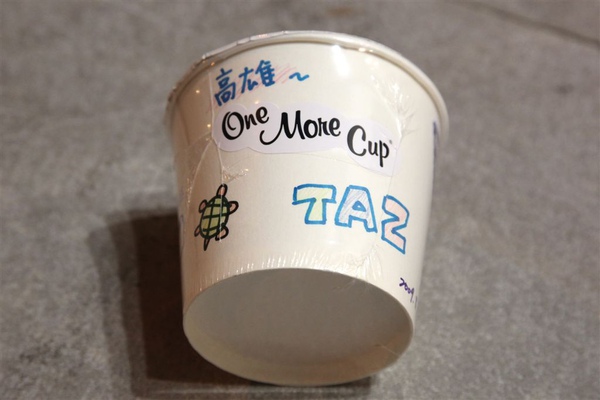 高雄~
One More Cup
TAZ